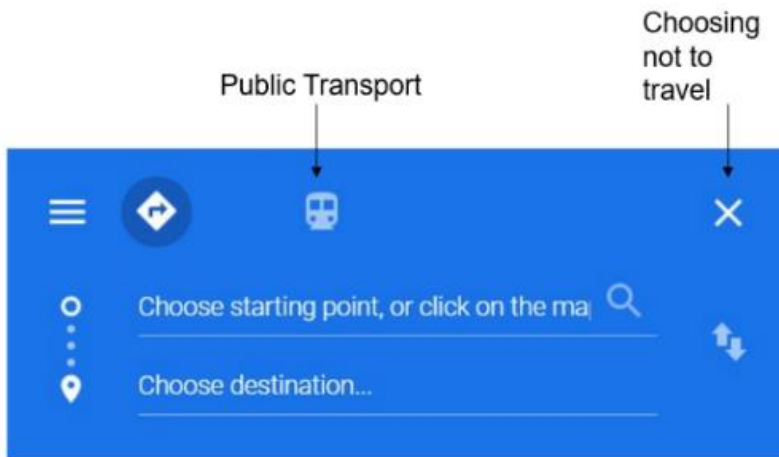 Choosing
not to
travel
Public Transport
Choose starting point, or click on the ma
Choose destination...